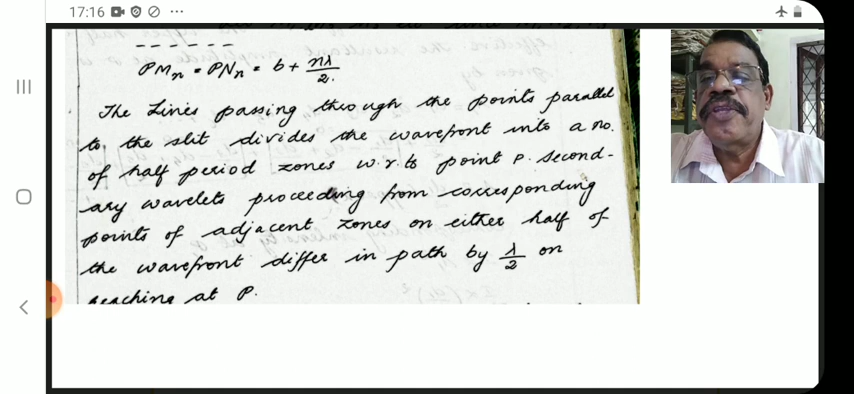 17:16
PMn = PNn = b + nλ/2.
The Lines passing through the points parallel
to the slit divides the wavefront into a no.
of half period zones w.r.to point P. Second-
ary wavelets proceeding from corresponding
points of adjacent zones on either half of
the wavefront differ in path by λ/2 on
reaching at P.